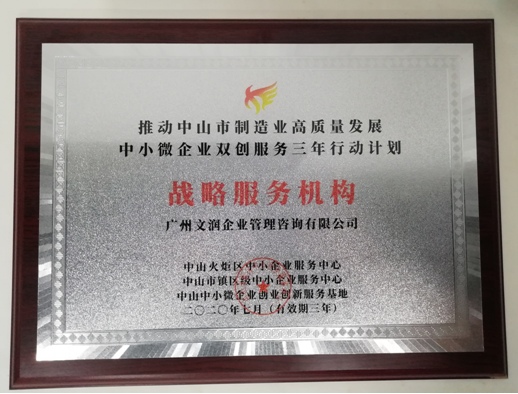 推动中山市制造业高质量发展
中小微企业双创服务三年行动计划
战略服务机构
广州文润企业管理咨询有限公司
中山火炬区中小企业服务中心
中山市镇区级中小企业服务中心
中山中小微企业创业创新服务基地
二〇二〇年七月（有效期三年）